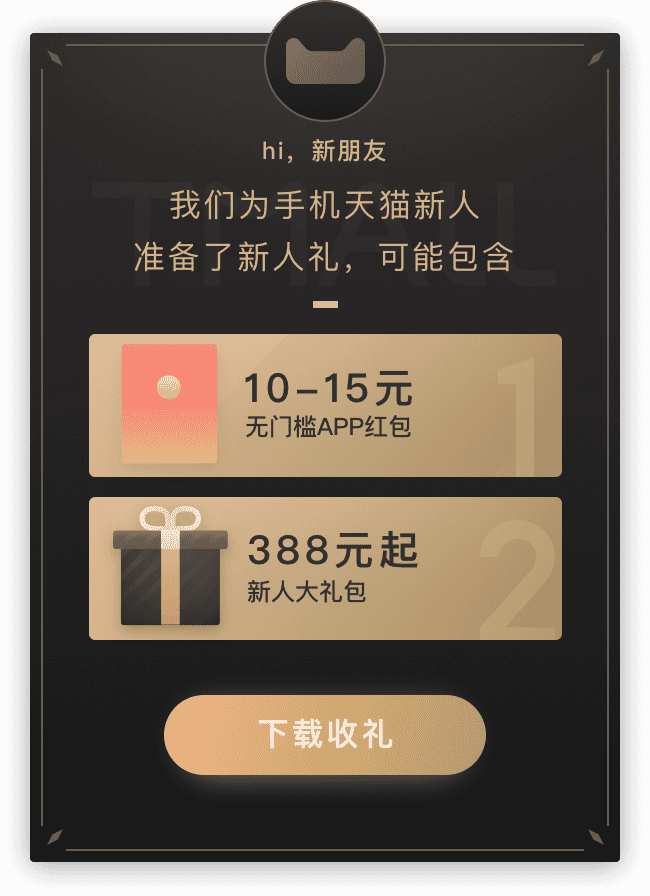 hi，新朋友
TMALL
我们为手机天猫新人
准备了新人礼，可能包含
10-15元
无门槛APP红包
1
388元起
新人大礼包
2
下载收礼